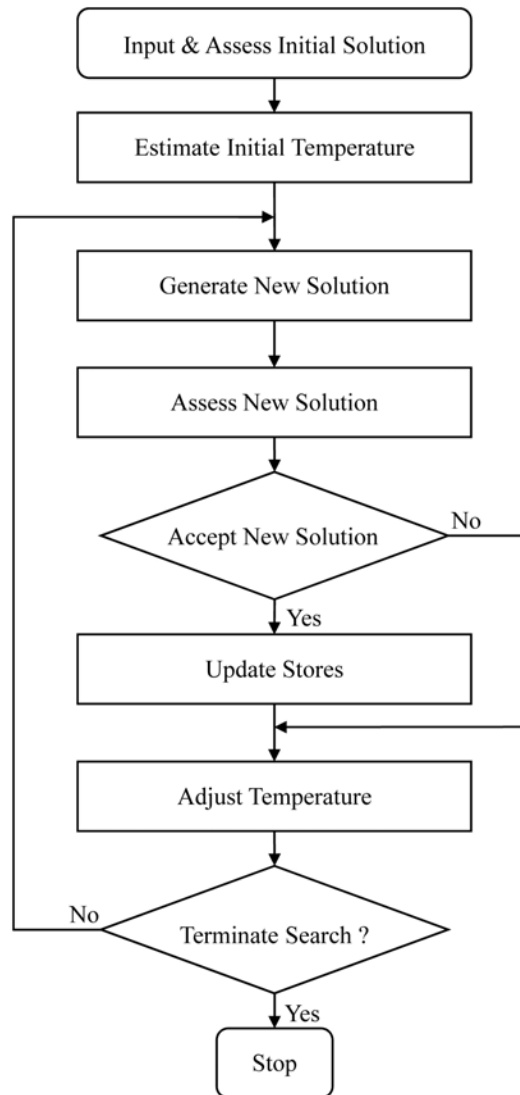 Input & Assess Initial Solution
Estimate Initial Temperature
Generate New Solution
Assess New Solution
Accept New Solution
No
Yes
Update Stores
Adjust Temperature
No
Terminate Search ?
Yes
Stop